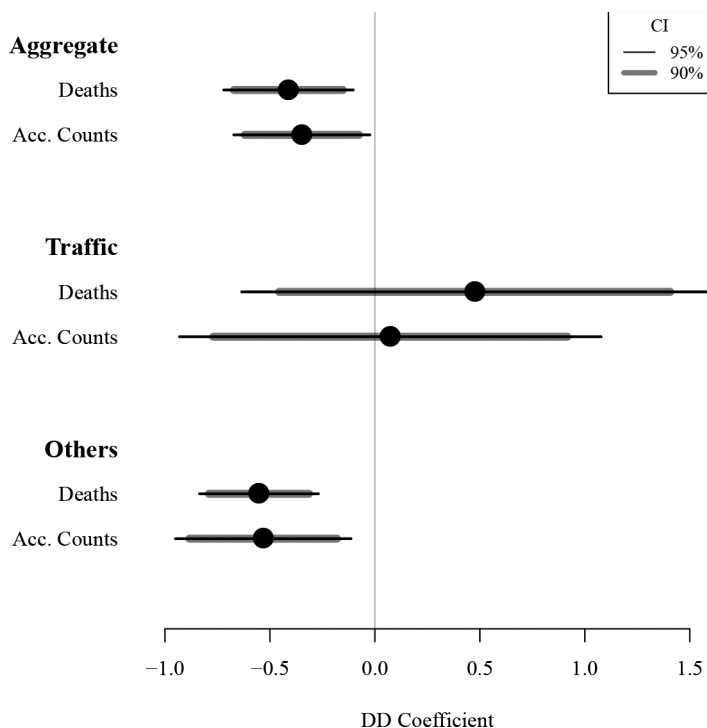 CI
95%
90%
Aggregate
Deaths
Acc. Counts
Traffic
Deaths
Acc. Counts
Others
Deaths
Acc. Counts
−1.0 −0.5 0.0 0.5 1.0 1.5
DD Coefficient